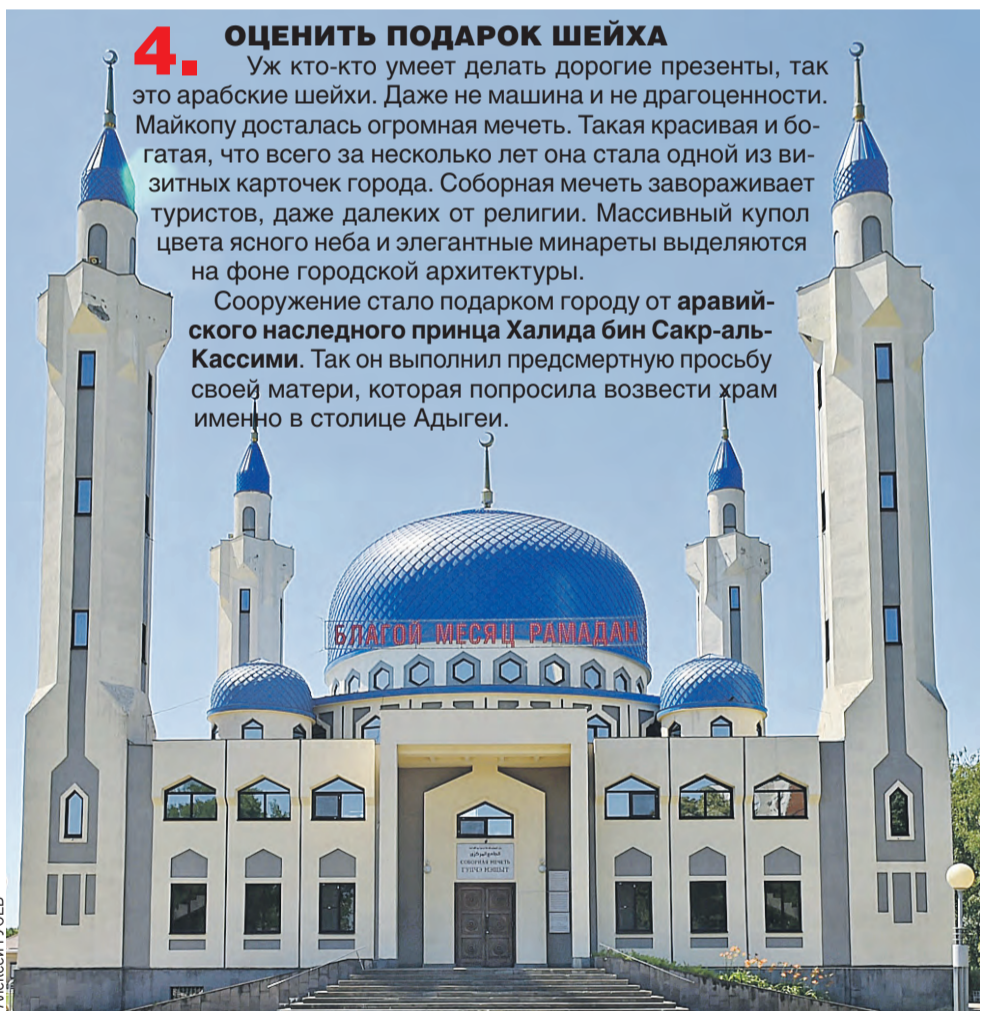 4.
ОЦЕНИТЬ ПОДАРОК ШЕЙХА
Уж кто-кто умеет делать дорогие презенты, так
это арабские шейхи. Даже не машина и не драгоценности.
Майкопу досталась огромная мечеть. Такая красивая и бо-
гатая, что всего за несколько лет она стала одной из ви-
зитных карточек города. Соборная мечеть завораживает
туристов, даже далеких от религии. Массивный купол
цвета ясного неба и элегантные минареты выделяются
на фоне городской архитектуры.
Сооружение стало подарком городу от аравий-
ского наследного принца Халида бин Сакр-аль-
Кассими. Так он выполнил предсмертную просьбу
своей матери, которая попросила возвести храм
именно в столице Адыгеи.
БЛАГОЙ МЕСЯЦ РАМАДАН
СОБОРНАЯ МЕЧЕТЬ